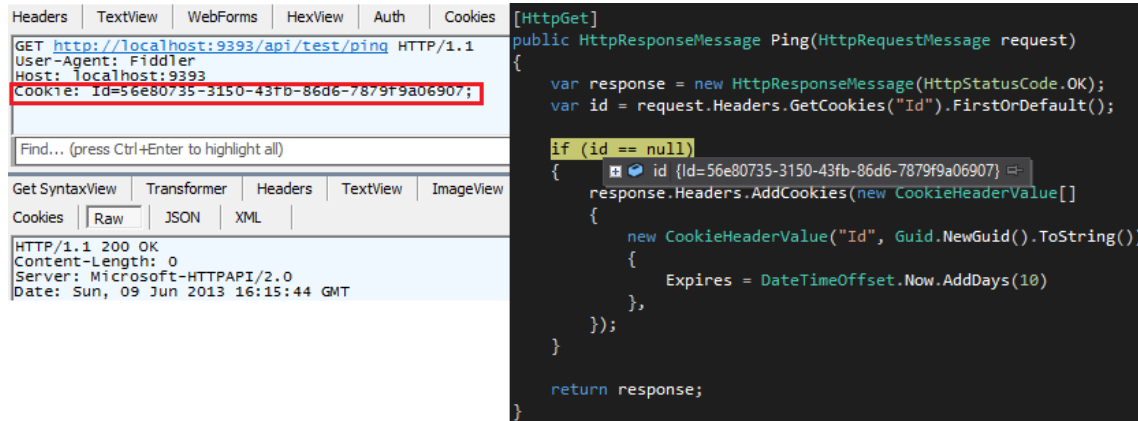 Headers TextView WebForms HexView Auth Cookies
GET http://localhost:9393/api/test/ping HTTP/1.1
User-Agent: Fiddler
Host: localhost:9393
Cookie: Id=56e80735-3150-43fb-86d6-7879f9a06907;
Find... (press Ctrl+Enter to highlight all)
Get SyntaxView Transformer Headers TextView ImageView
Cookies Raw JSON XML
HTTP/1.1 200 OK
Content-Length: 0
Server: Microsoft-HTTPAPI/2.0
Date: Sun, 09 Jun 2013 16:15:44 GMT
[HttpGet]
public HttpResponseMessage Ping(HttpRequestMessage request)
{
var response = new HttpResponseMessage(HttpStatusCode.OK);
var id = request.Headers.GetCookies("Id").FirstOrDefault();
if (id == null)
{
id {Id=56e80735-3150-43fb-86d6-7879f9a06907}
response.Headers.AddCookies(new CookieHeaderValue[]
{
new CookieHeaderValue("Id", Guid.NewGuid().ToString())
{
Expires = DateTimeOffset.Now.AddDays(10)
},
});
}
return response;
}